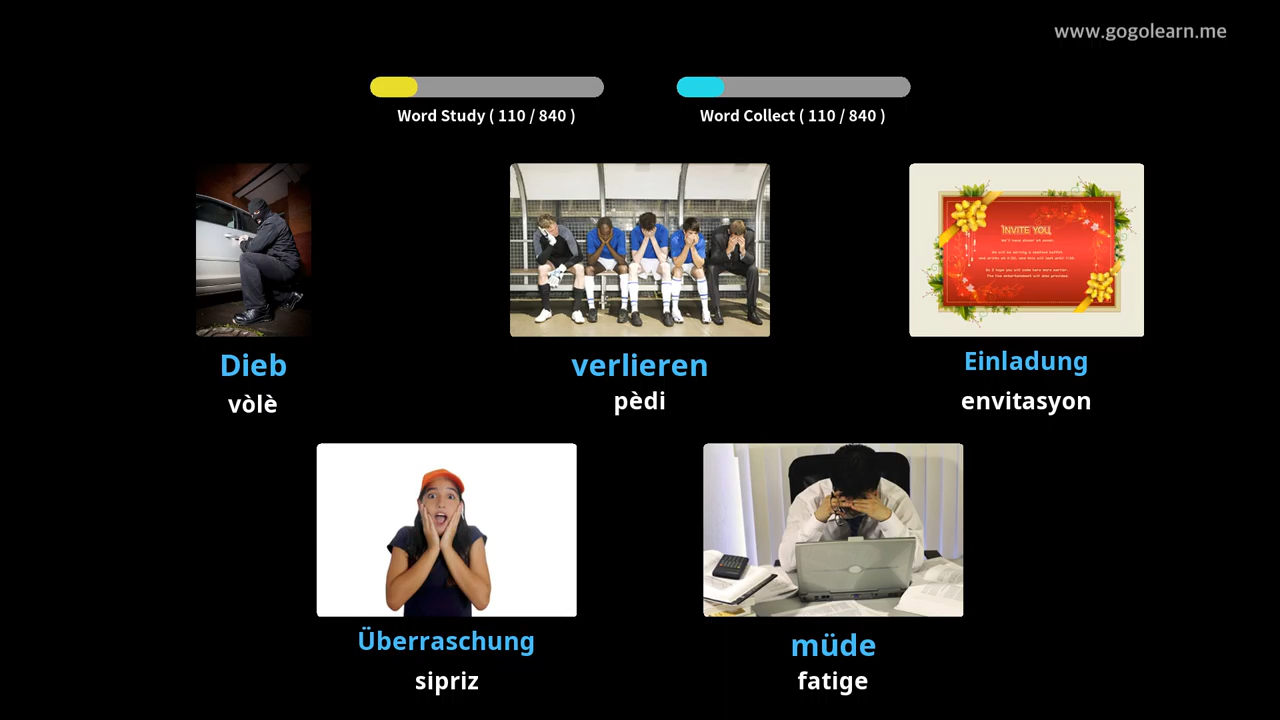 www.gogolearn.me
Word Study ( 110 / 840 )
Word Collect ( 110 / 840 )
INVITE YOU
Dieb
vòlè
verlieren
pèdi
Einladung
envitasyon
Überraschung
sipriz
müde
fatige